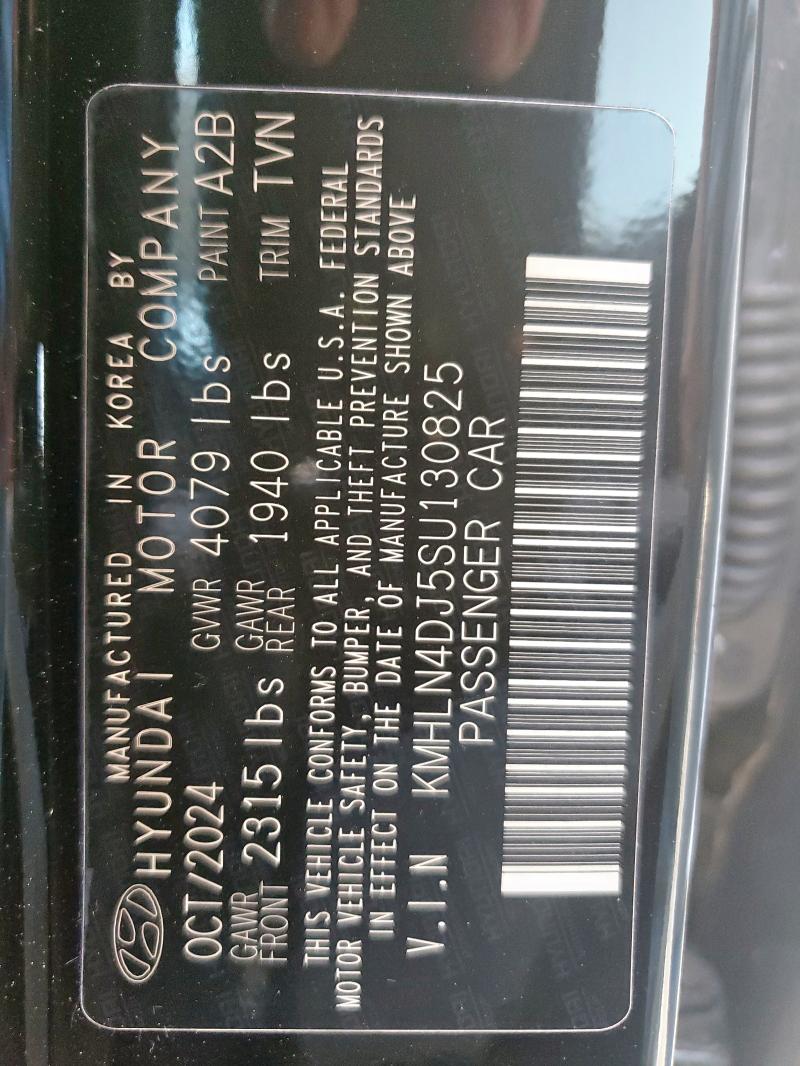 MANUFACTURED IN KOREA BY
HYUNDAI MOTOR COMPANY
OCT/2024 GVWR 4079 lbs PAINT A2B
GAWR FRONT 2315 lbs GAWR REAR 1940 lbs TRIM TVN
THIS VEHICLE CONFORMS TO ALL APPLICABLE U.S.A. FEDERAL
MOTOR VEHICLE SAFETY, BUMPER, AND THEFT PREVENTION STANDARDS
IN EFFECT ON THE DATE OF MANUFACTURE SHOWN ABOVE
V.I.N KMHLN4DJ5SU130825
PASSENGER CAR